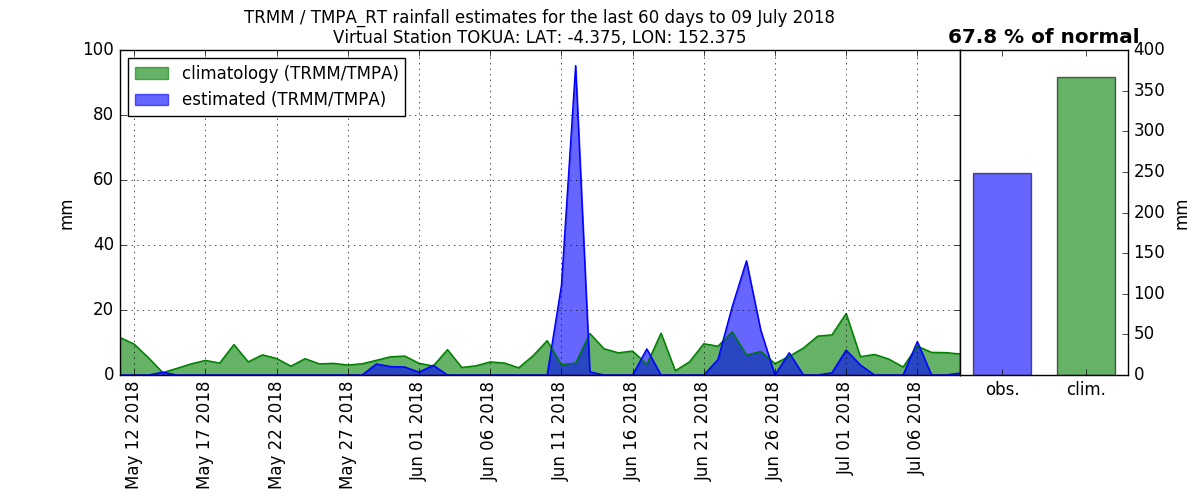 TRMM / TMPA_RT rainfall estimates for the last 60 days to 09 July 2018
Virtual Station TOKUA: LAT: -4.375, LON: 152.375
67.8 % of normal
climatology (TRMM/TMPA)
estimated (TRMM/TMPA)
100
80
60
40
20
0
mm
400
350
300
250
200
150
100
50
0
mm
May 12 2018
May 17 2018
May 22 2018
May 27 2018
Jun 01 2018
Jun 06 2018
Jun 11 2018
Jun 16 2018
Jun 21 2018
Jun 26 2018
Jul 01 2018
Jul 06 2018
obs.
clim.